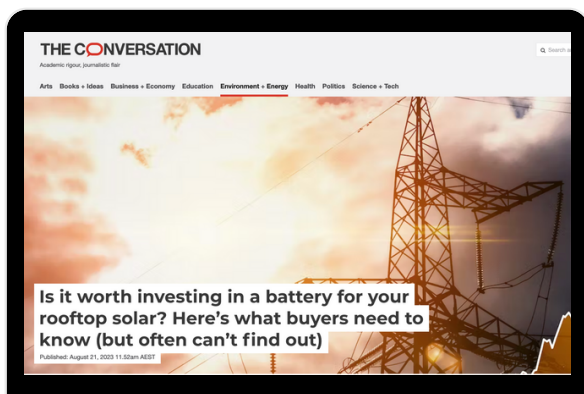 THE CONVERSATION
Academic rigour, journalistic flair
Search a
Arts Books + Ideas Business + Economy Education Environment + Energy Health Politics Science + Tech
Is it worth investing in a battery for your
rooftop solar? Here's what buyers need to
know (but often can't find out)
Published: August 21, 2023 11.32am AEST